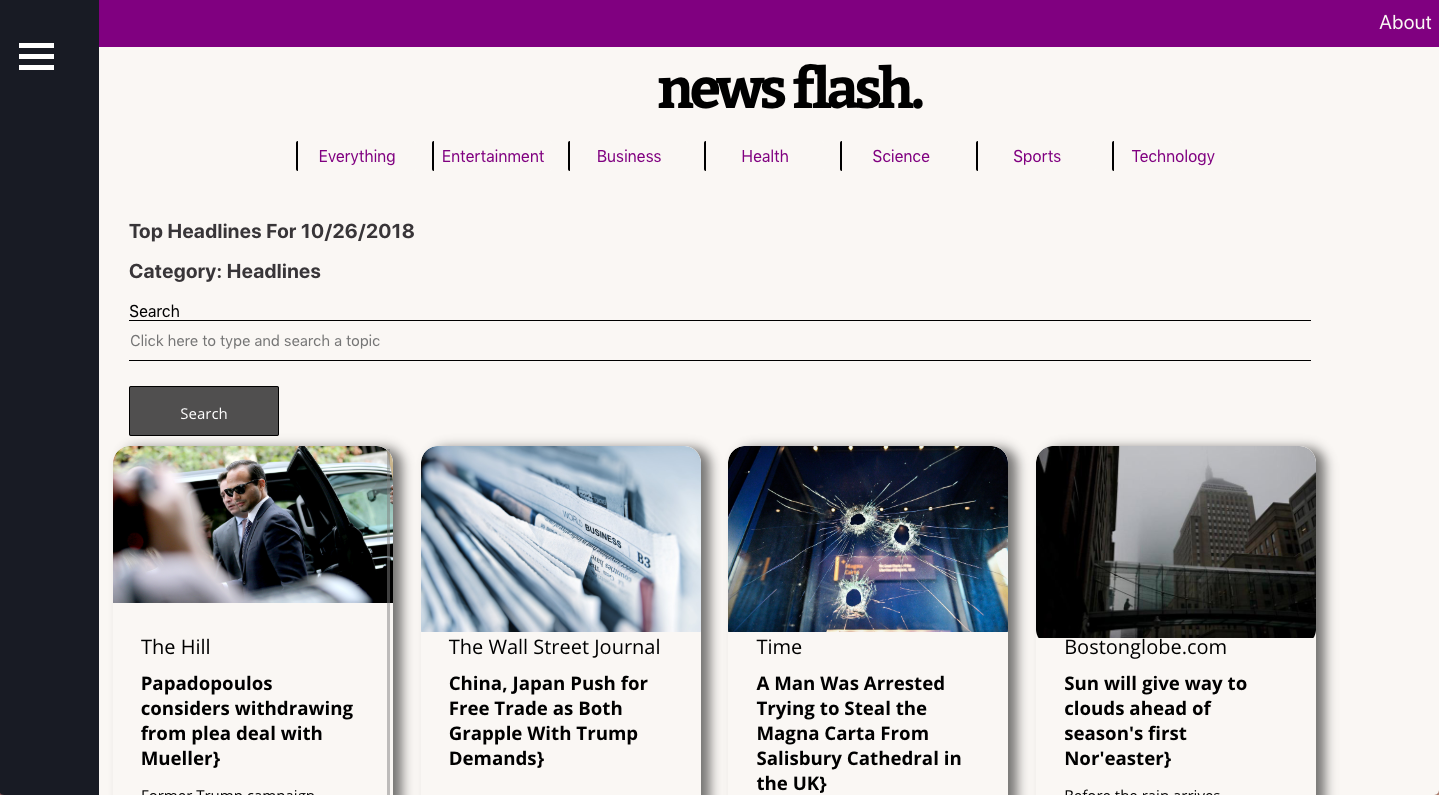 About
news flash.
Everything
Entertainment
Business
Health
Science
Sports
Technology
Top Headlines For 10/26/2018
Category: Headlines
Search
Click here to type and search a topic
Search
BUSINESS
B3
Magna
Carta
The Hill
Papadopoulos
considers withdrawing
from plea deal with
Mueller}
Former Trump campaign
The Wall Street Journal
China, Japan Push for
Free Trade as Both
Grapple With Trump
Demands}
Time
A Man Was Arrested
Trying to Steal the
Magna Carta From
Salisbury Cathedral in
the UK}
Bostonglobe.com
Sun will give way to
clouds ahead of
season's first
Nor'easter}
Before the rain arrives